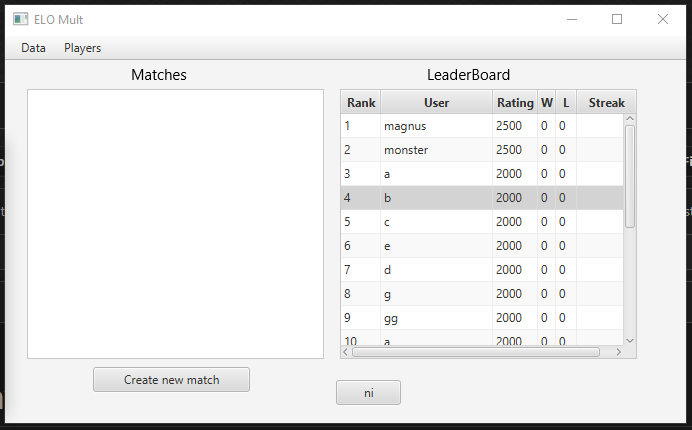 ELO Mult
Data Players
Matches
LeaderBoard
Rank User Rating W L Streak
1 magnus 2500 0 0
2 monster 2500 0 0
3 a 2000 0 0
4 b 2000 0 0
5 c 2000 0 0
6 e 2000 0 0
7 d 2000 0 0
8 g 2000 0 0
9 gg 2000 0 0
10 a 2000 0 0
Create new match
ni